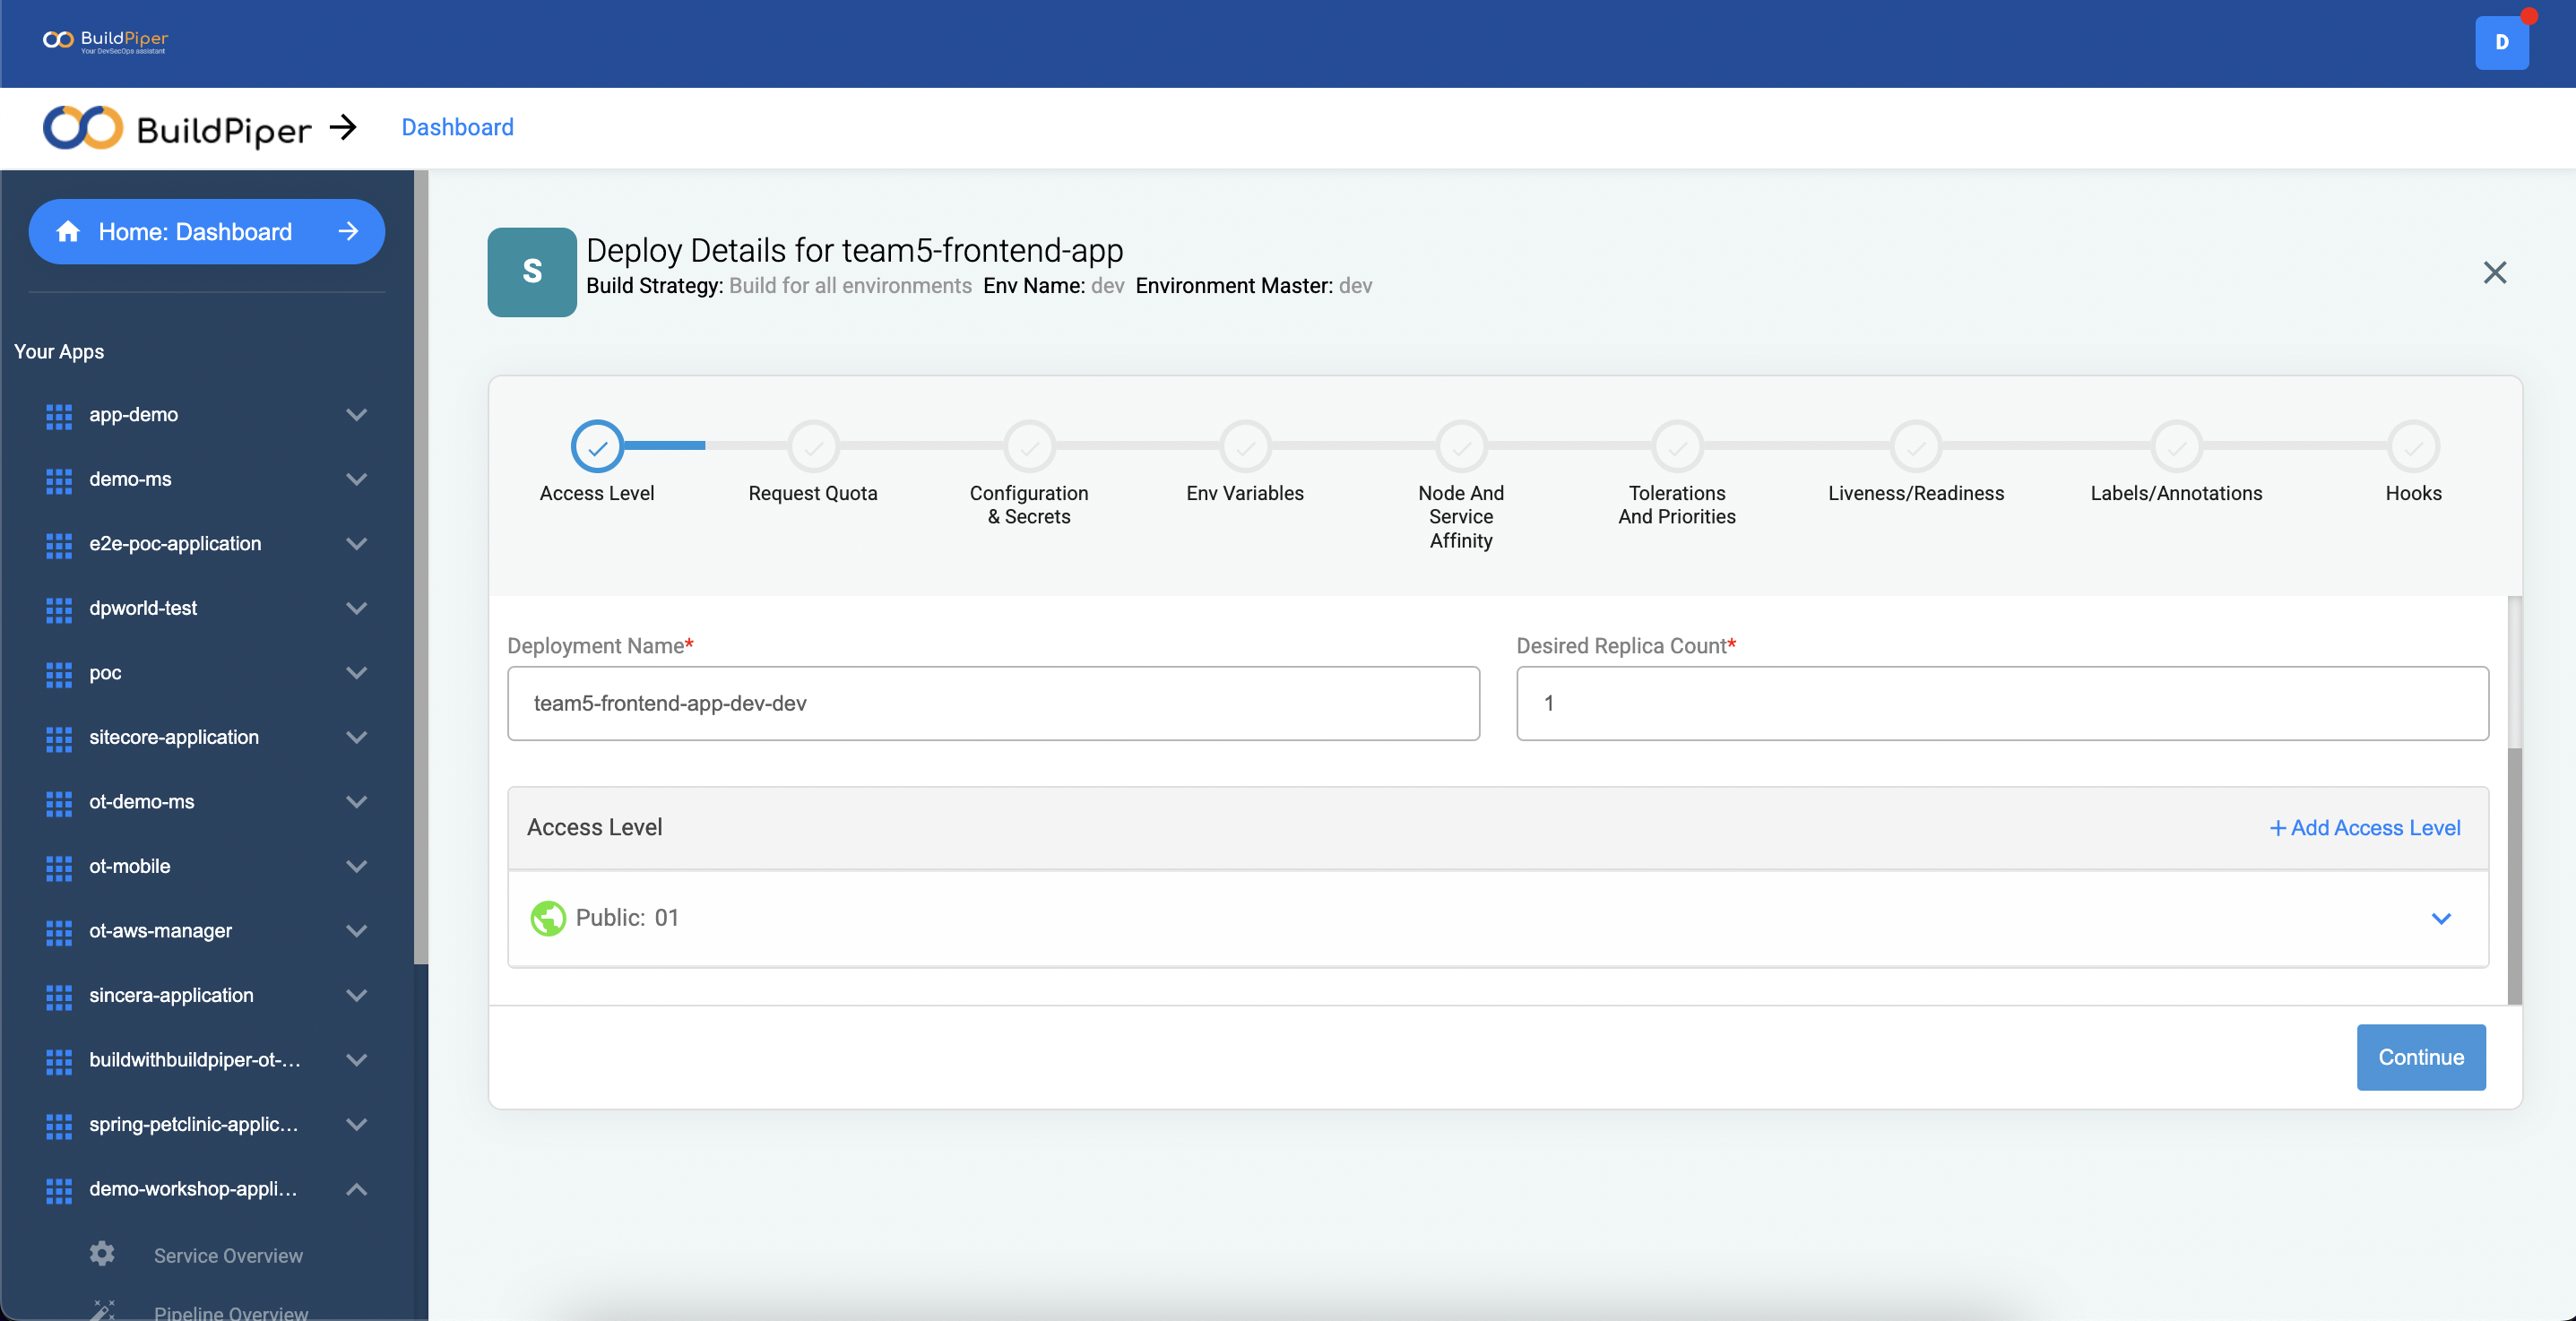 BuildPiper
Your DevSecOps assistant
D
BuildPiper
Dashboard
Home: Dashboard
Your Apps
app-demo
demo-ms
e2e-poc-application
dpworld-test
poc
sitecore-application
ot-demo-ms
ot-mobile
ot-aws-manager
sincera-application
buildwithbuildpiper-ot-...
spring-petclinic-applic...
demo-workshop-appli...
Service Overview
Pipeline Overview
S
Deploy Details for team5-frontend-app
Build Strategy: Build for all environments Env Name: dev Environment Master: dev
Access Level
Request Quota
Configuration
& Secrets
Env Variables
Node And
Service
Affinity
Tolerations
And Priorities
Liveness/Readiness
Labels/Annotations
Hooks
Deployment Name*
team5-frontend-app-dev-dev
Desired Replica Count*
1
Access Level
+ Add Access Level
Public: 01
Continue